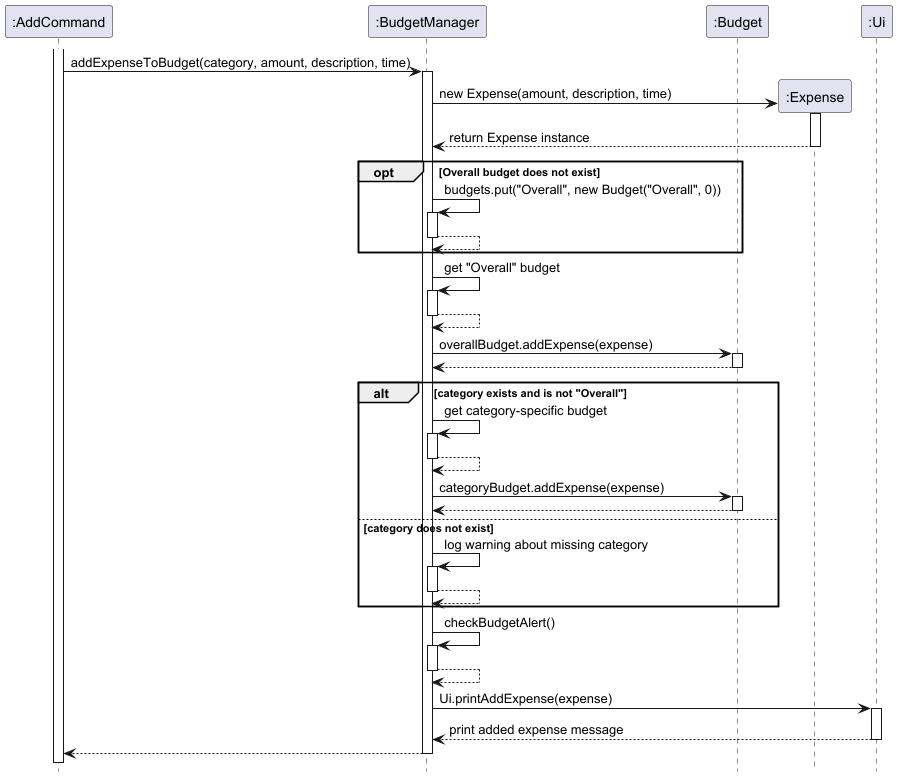 :AddCommand :BudgetManager :Budget :Ui
addExpenseToBudget(category, amount, description, time)
new Expense(amount, description, time)
:Expense
return Expense instance
opt [Overall budget does not exist]
budgets.put("Overall", new Budget("Overall", 0))
get "Overall" budget
overallBudget.addExpense(expense)
alt [category exists and is not "Overall"]
get category-specific budget
categoryBudget.addExpense(expense)
[category does not exist]
log warning about missing category
checkBudgetAlert()
Ui.printAddExpense(expense)
print added expense message